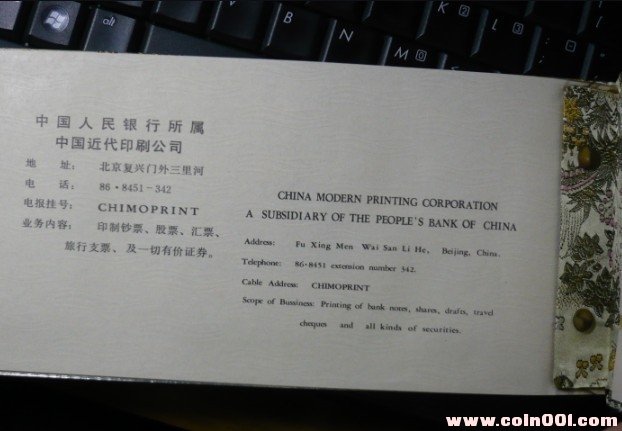 中国人民银行所属
中国近代印刷公司
地 址: 北京复兴门外三里河
电 话: 86·8451-342
电报挂号: CHIMOPRINT
业务内容: 印制钞票、股票、汇票、
旅行支票、及一切有价证券。
CHINA MODERN PRINTING CORPORATION
A SUBSIDIARY OF THE PEOPLE'S BANK OF CHINA
Address: Fu Xing Men Wai San Li He, Beijing, China.
Telephone: 86-8451 extension number 342.
Cable Address: CHIMOPRINT
Scope of Bussiness: Printing of bank notes, shares, drafts, travel
cheques and all kinds of securities.
B N M K L
www.coin001.com